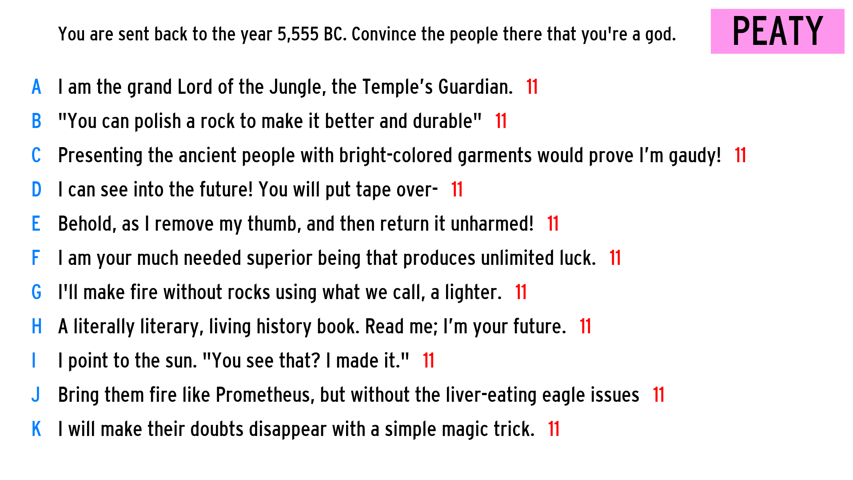 You are sent back to the year 5,555 BC. Convince the people there that you're a god.
PEATY
A I am the grand Lord of the Jungle, the Temple’s Guardian. 11
B "You can polish a rock to make it better and durable" 11
C Presenting the ancient people with bright-colored garments would prove I’m gaudy! 11
D I can see into the future! You will put tape over- 11
E Behold, as I remove my thumb, and then return it unharmed! 11
F I am your much needed superior being that produces unlimited luck. 11
G I'll make fire without rocks using what we call, a lighter. 11
H A literally literary, living history book. Read me; I’m your future. 11
I I point to the sun. "You see that? I made it." 11
J Bring them fire like Prometheus, but without the liver-eating eagle issues 11
K I will make their doubts disappear with a simple magic trick. 11